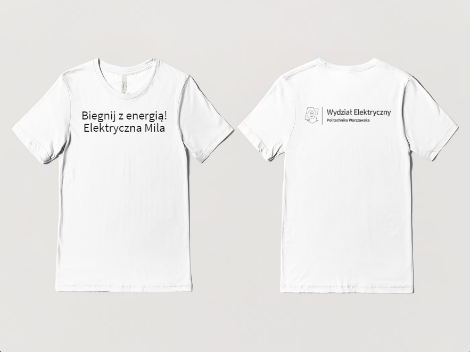 Biegnij z energią!
Elektryczna Mila
Wydział Elektryczny
Politechnika Warszawska